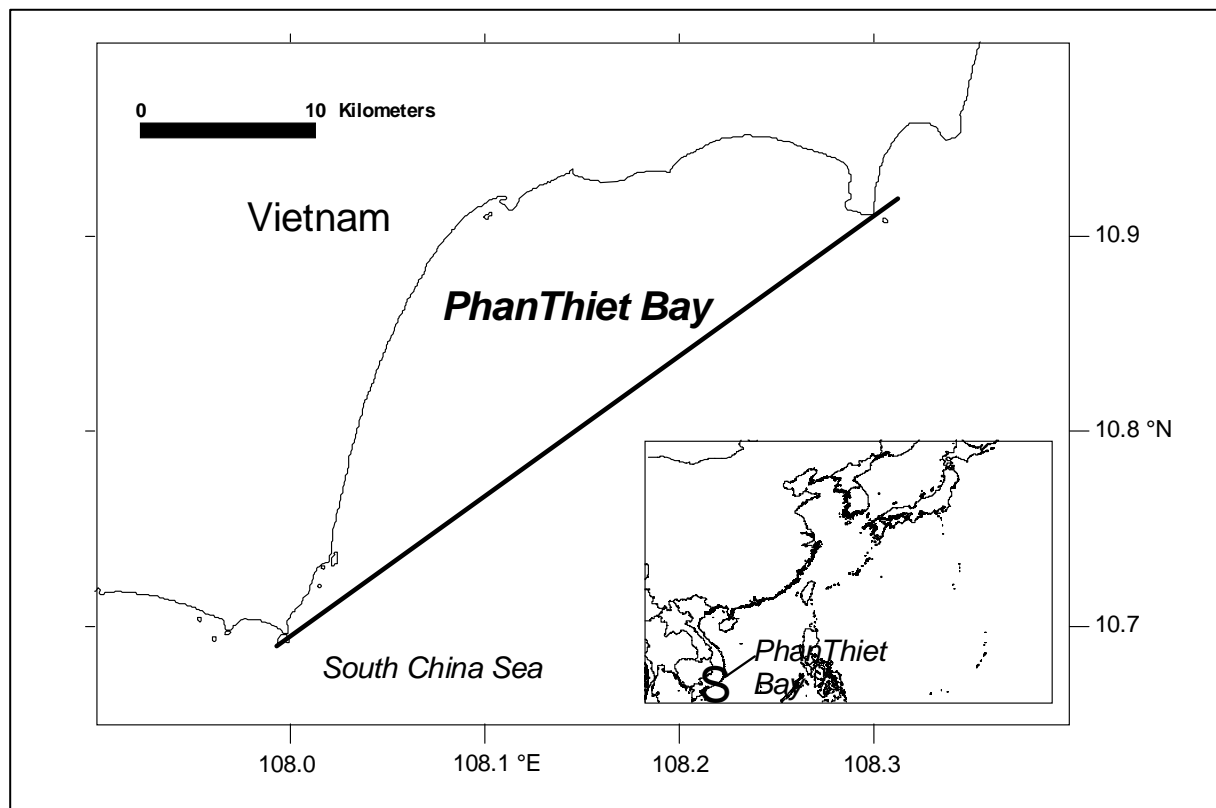 0 10 Kilometers
Vietnam
10.9
PhanThiet Bay
10.8 °N
10.7
South China Sea
PhanThiet
Bay
S
108.0 108.1 °E 108.2 108.3